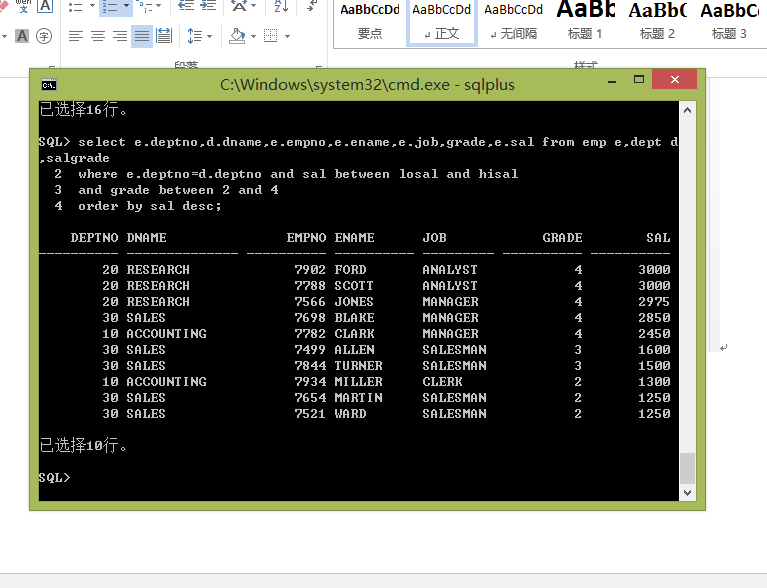 wén
文
A
A
字
AaBbCcDd
AaBbCcDd
AaBbCcDd
AaBb
AaBb(
AaBbC
要点
正文
无间隔
标题 1
标题 2
标题 3
段落
样式
C:\Windows\system32\cmd.exe - sqlplus
已选择16行。
SQL> select e.deptno,d.dname,e.empno,e.ename,e.job,grade,e.sal from emp e,dept d
,salgrade
2 where e.deptno=d.deptno and sal between losal and hisal
3 and grade between 2 and 4
4 order by sal desc;
DEPTNO DNAME EMPNO ENAME JOB GRADE SAL
---------- -------------- ---------- ---------- --------- ---------- ----------
20 RESEARCH 7902 FORD ANALYST 4 3000
20 RESEARCH 7788 SCOTT ANALYST 4 3000
20 RESEARCH 7566 JONES MANAGER 4 2975
30 SALES 7698 BLAKE MANAGER 4 2850
10 ACCOUNTING 7782 CLARK MANAGER 4 2450
30 SALES 7499 ALLEN SALESMAN 3 1600
30 SALES 7844 TURNER SALESMAN 3 1500
10 ACCOUNTING 7934 MILLER CLERK 2 1300
30 SALES 7654 MARTIN SALESMAN 2 1250
30 SALES 7521 WARD SALESMAN 2 1250
已选择10行。
SQL>